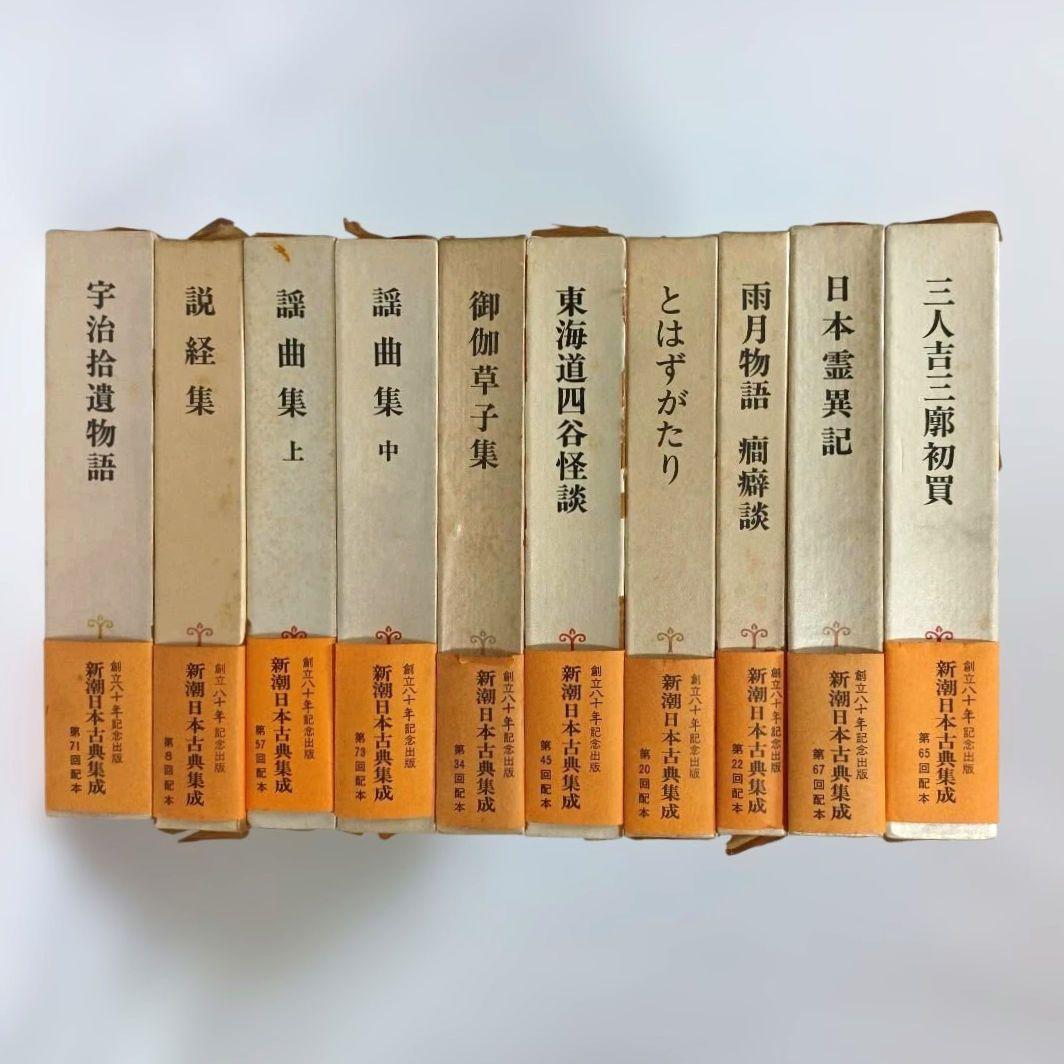 宇治拾遺物語
創立八十年記念出版
新潮日本古典集成
第71回配本
説経集
創立八十年記念出版
新潮日本古典集成
第8回配本
謡曲集 上
創立八十年記念出版
新潮日本古典集成
第57回配本
謡曲集 中
創立八十年記念出版
新潮日本古典集成
第73回配本
御伽草子集
創立八十年記念出版
新潮日本古典集成
第34回配本
東海道四谷怪談
創立八十年記念出版
新潮日本古典集成
第45回配本
とはずがたり
創立八十年記念出版
新潮日本古典集成
第20回配本
雨月物語 癇癖談
創立八十年記念出版
新潮日本古典集成
第22回配本
日本霊異記
創立八十年記念出版
新潮日本古典集成
第67回配本
三人吉三廓初買
創立八十年記念出版
新潮日本古典集成
第65回配本